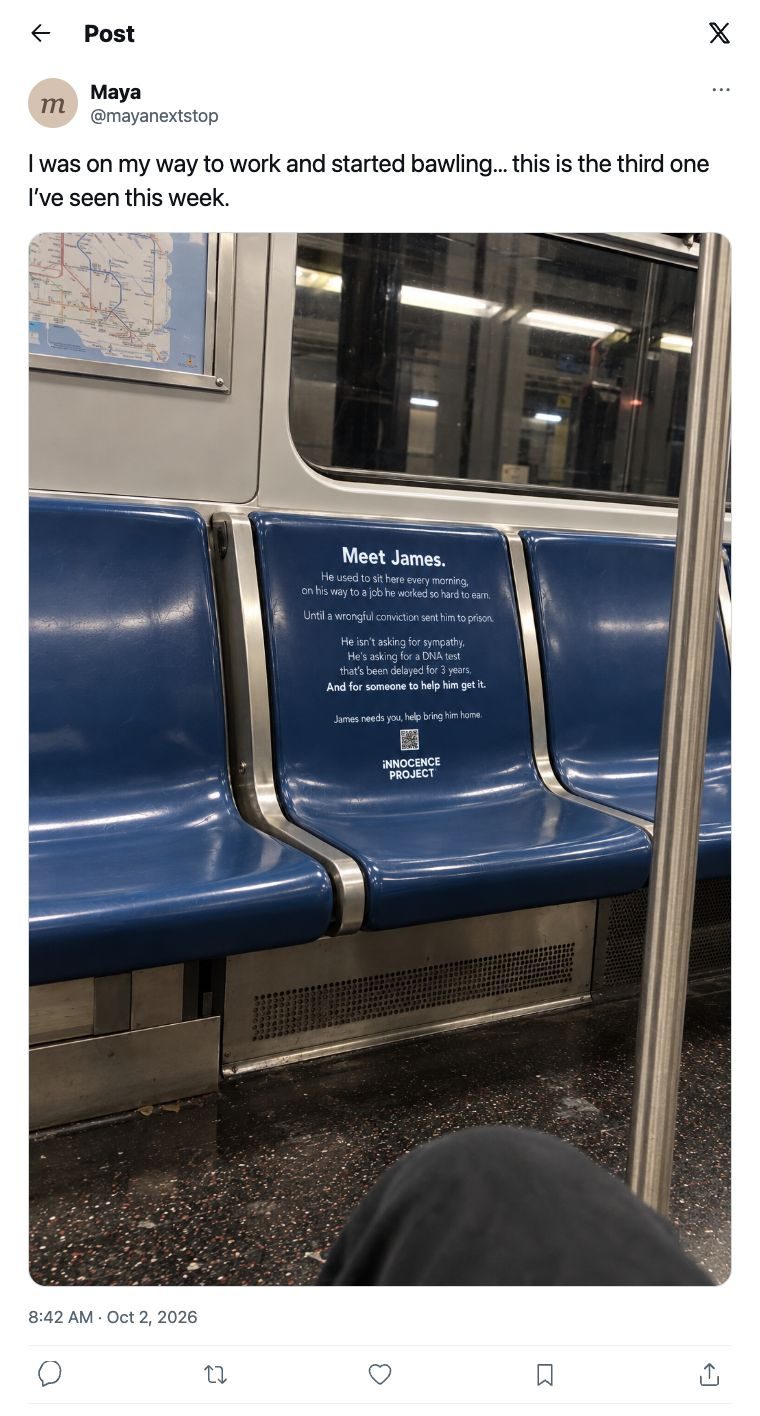 Post
Maya
@mayanextstop
I was on my way to work and started bawling... this is the third one
I've seen this week.
Meet James.
He used to sit here every morning,
on his way to a job he worked so hard to earn.
Until a wrongful conviction sent him to prison.
He isn't asking for sympathy,
He's asking for a DNA test
that's been delayed for 3 years.
And for someone to help him get it.
James needs you, help bring him home.
iNNOCENCE
PROJECT
8:42 AM · Oct 2, 2026